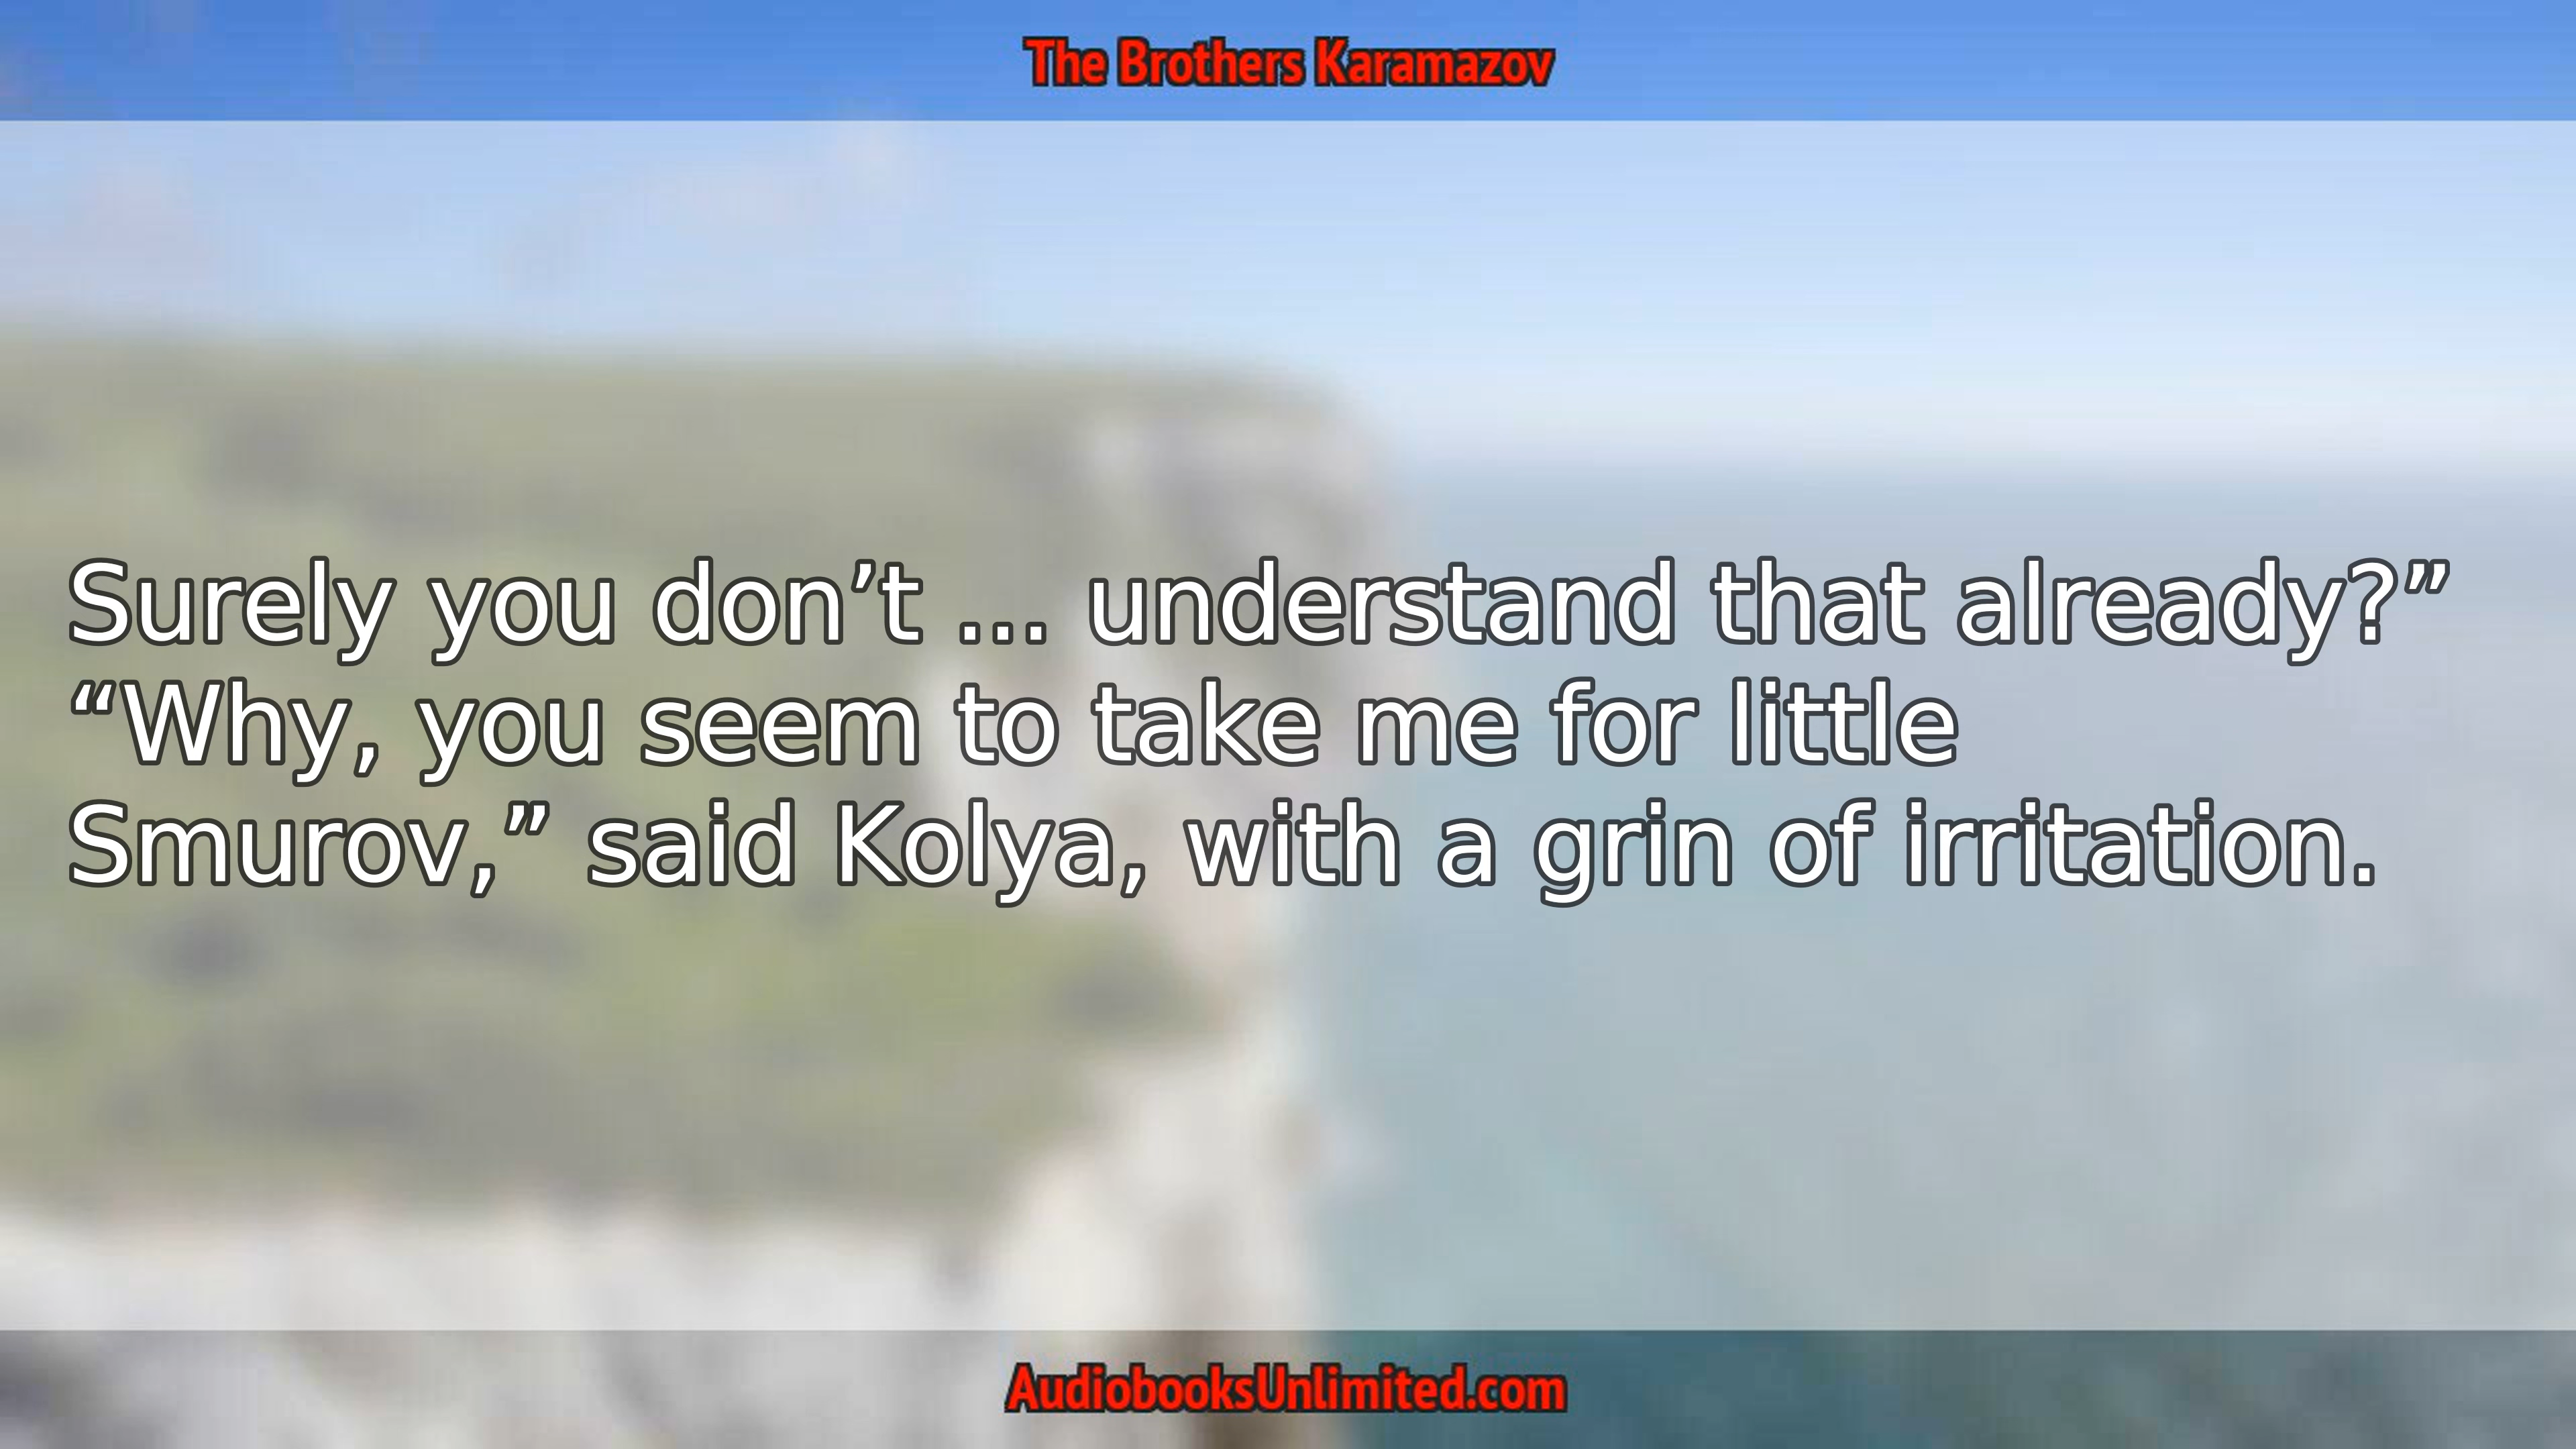 The Brothers Karamazov
Surely you don’t ... understand that already?”
“Why, you seem to take me for little
Smurov,” said Kolya, with a grin of irritation.
AudiobooksUnlimited.com